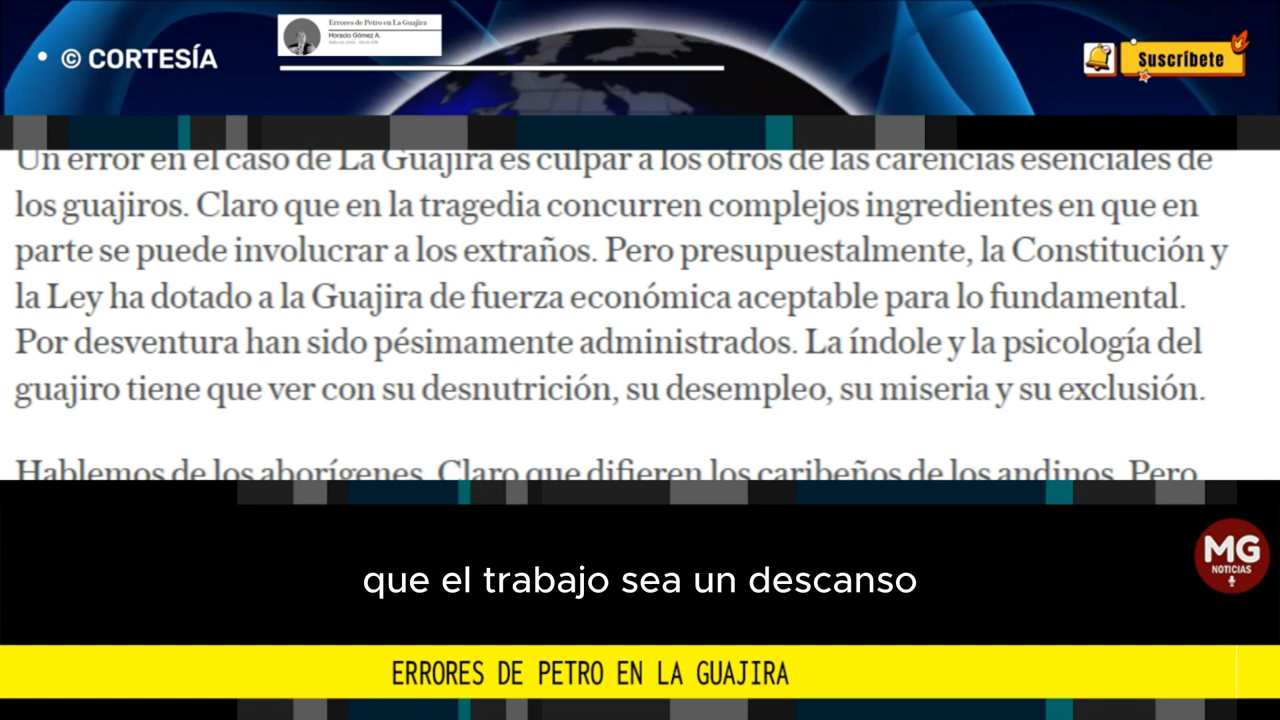 • © CORTESÍA
Errores de Petro en La Guajira
Horacio Gómez A.
Suscríbete
Un error en el caso de La Guajira es culpar a los otros de las carencias esenciales de
los guajiros. Claro que en la tragedia concurren complejos ingredientes en que en
parte se puede involucrar a los extraños. Pero presupuestalmente, la Constitución y
la Ley ha dotado a la Guajira de fuerza económica aceptable para lo fundamental.
Por desventura han sido pésimamente administrados. La índole y la psicología del
guajiro tiene que ver con su desnutrición, su desempleo, su miseria y su exclusión.
Hablemos de los aborígenes. Claro que difieren los caribeños de los andinos. Pero
que el trabajo sea un descanso
MG
NOTICIAS
ERRORES DE PETRO EN LA GUAJIRA